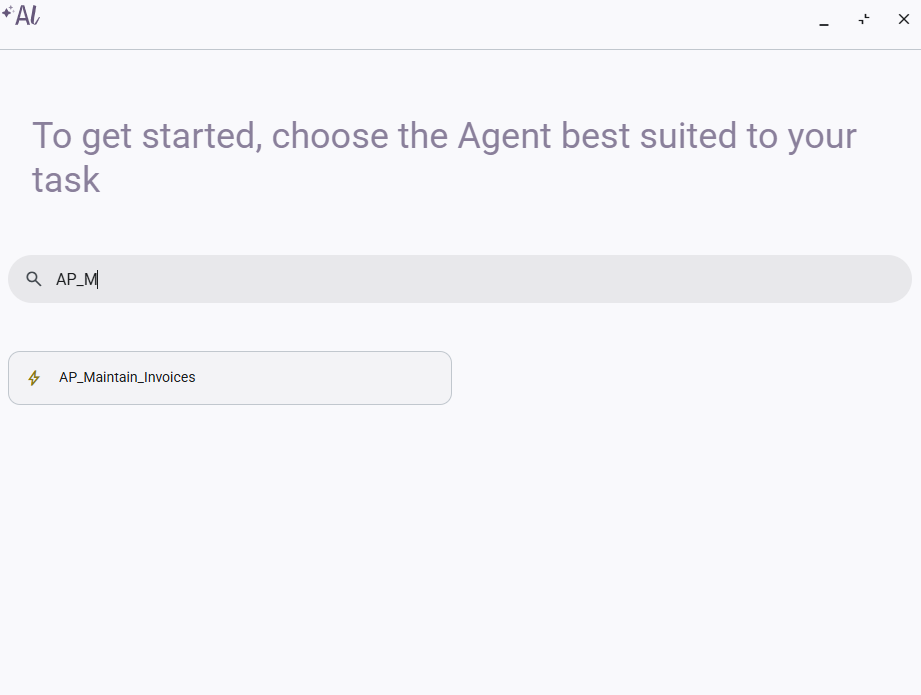 AI
To get started, choose the Agent best suited to your
task
AP_M
AP_Maintain_Invoices